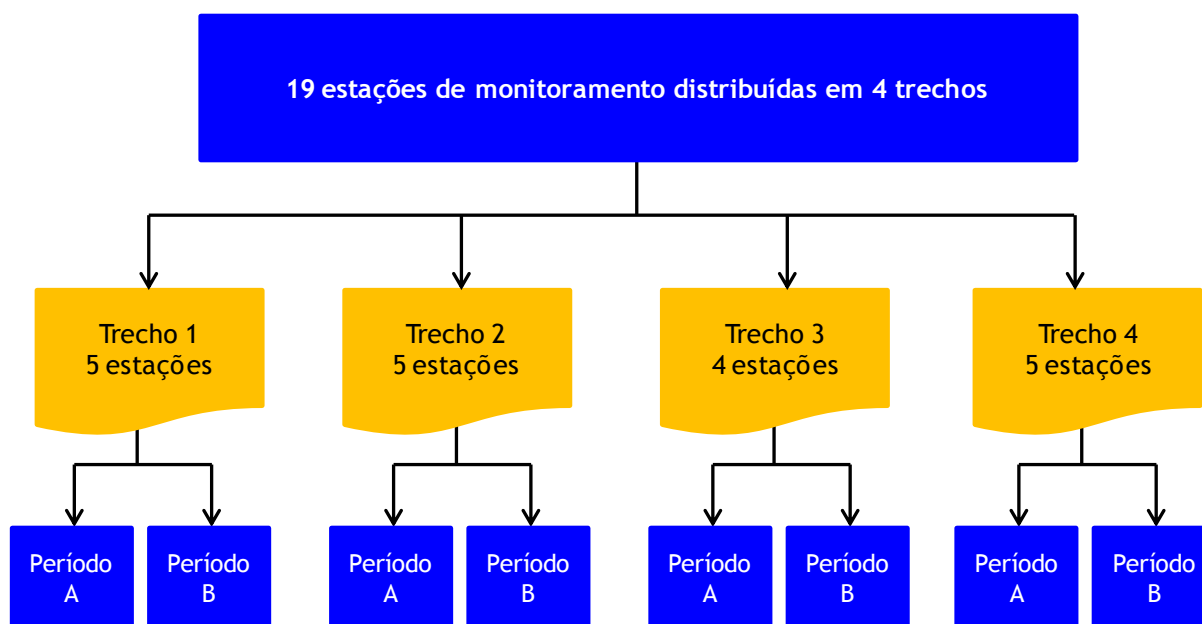 19 estações de monitoramento distribuídas em 4 trechos
Trecho 1
5 estações
Trecho 2
5 estações
Trecho 3
4 estações
Trecho 4
5 estações
Período
A
Período
B
Período
A
Período
B
Período
A
Período
B
Período
A
Período
B